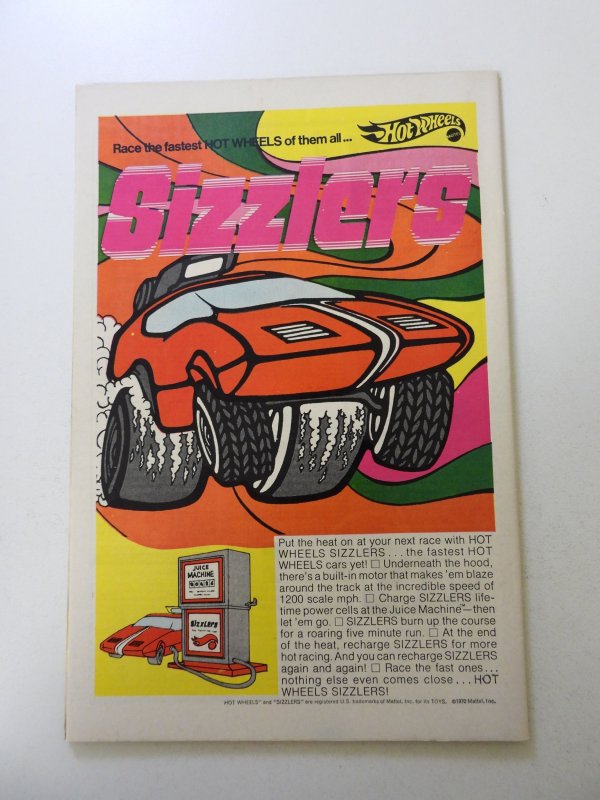 Race the fastest HOT WHEELS of them all...
Hot Wheels
MATTEL
Sizzlers
JUICE
MACHINE
Sizzlers
Put the heat on at your next race with HOT
WHEELS SIZZLERS...the fastest HOT
WHEELS cars yet! □ Underneath the hood,
there's a built-in motor that makes 'em blaze
around the track at the incredible speed of
1200 scale mph. □ Charge SIZZLERS life-
time power cells at the Juice Machine™—then
let 'em go. □ SIZZLERS burn up the course
for a roaring five minute run. □ At the end
of the heat, recharge SIZZLERS for more
hot racing. And you can recharge SIZZLERS
again and again! □ Race the fast ones...
nothing else even comes close...HOT
WHEELS SIZZLERS!
HOT WHEELS® and "SIZZLERS" are registered U.S. trademarks of Mattel, Inc. for its TOYS. ©1970 Mattel, Inc.